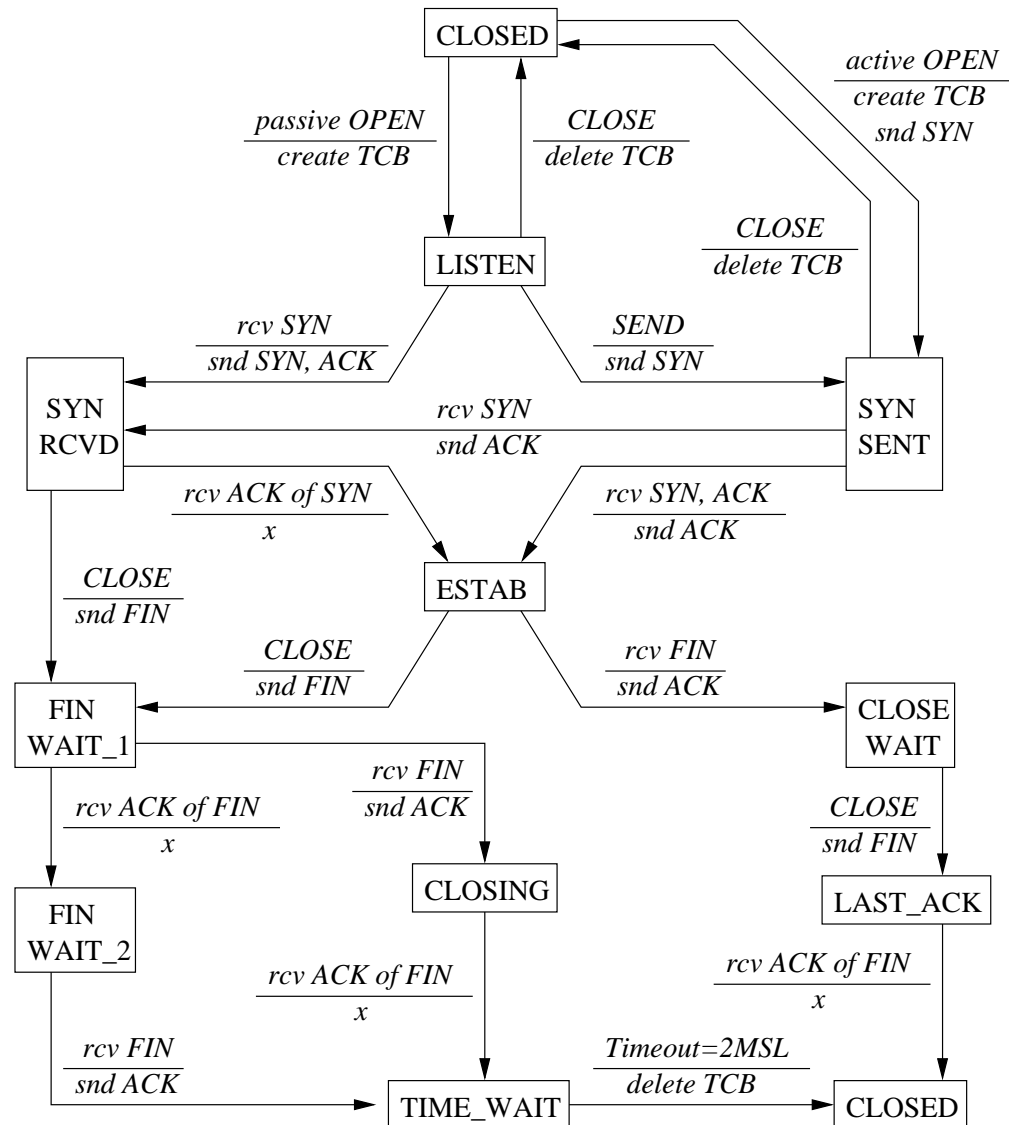 CLOSED
active OPEN
create TCB
snd SYN
passive OPEN
create TCB
CLOSE
delete TCB
CLOSE
delete TCB
LISTEN
rcv SYN
snd SYN, ACK
SEND
snd SYN
SYN
RCVD
rcv SYN
snd ACK
SYN
SENT
rcv ACK of SYN
x
rcv SYN, ACK
snd ACK
ESTAB
CLOSE
snd FIN
CLOSE
snd FIN
rcv FIN
snd ACK
FIN
WAIT_1
CLOSE
WAIT
rcv FIN
snd ACK
rcv ACK of FIN
x
CLOSE
snd FIN
FIN
WAIT_2
CLOSING
LAST_ACK
rcv ACK of FIN
x
rcv ACK of FIN
x
rcv FIN
snd ACK
Timeout=2MSL
delete TCB
TIME_WAIT
CLOSED